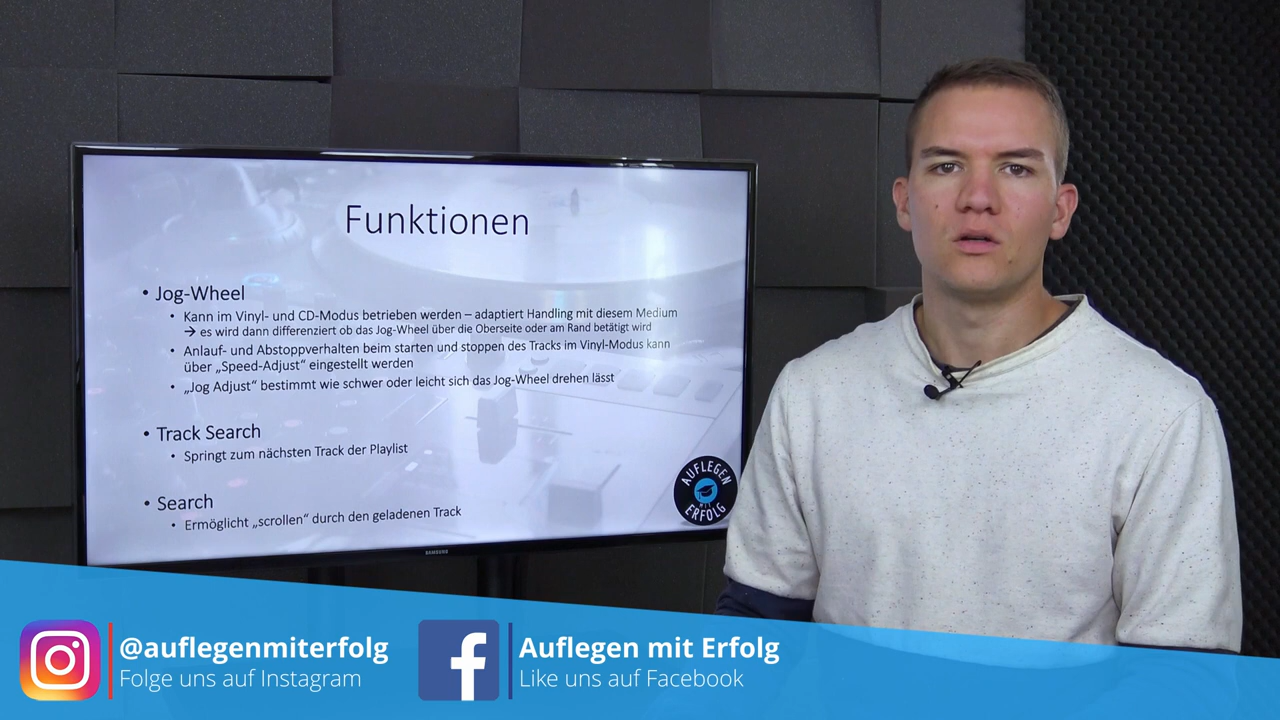 Funktionen
• Jog-Wheel
• Kann im Vinyl- und CD-Modus betrieben werden – adaptiert Handling mit diesem Medium
→ es wird dann differenziert ob das Jog-Wheel über die Oberseite oder am Rand betätigt wird
• Anlauf- und Abstoppverhalten beim starten und stoppen des Tracks im Vinyl-Modus kann
über „Speed-Adjust“ eingestellt werden
• „Jog Adjust“ bestimmt wie schwer oder leicht sich das Jog-Wheel drehen lässt
• Track Search
• Springt zum nächsten Track der Playlist
• Search
• Ermöglicht „scrollen“ durch den geladenen Track
AUFLEGEN
MIT
ERFOLG
SAMSUNG
@auflegenmiterfolg
Folge uns auf Instagram
Auflegen mit Erfolg
Like uns auf Facebook